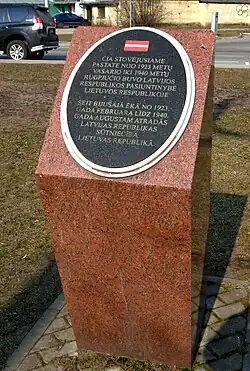 ČIA STOVĖJUSIAME
PASTATE NUO 1923 METŲ
VASARIO IKI 1940 METŲ
RUGPJŪČIO BUVO LATVIJOS
RESPUBLIKOS PASIUNTINYBĖ
LIETUVOS RESPUBLIKOJE
ŠEIT BIJUŠAJĀ ĒKĀ NO 1923.
GADA FEBRUĀRA LĪDZ 1940.
GADA AUGUSTAM ATRADĀS
LATVIJAS REPUBLIKAS
SŪTNIECĪBA
LIETUVAS REPUBLIKĀ